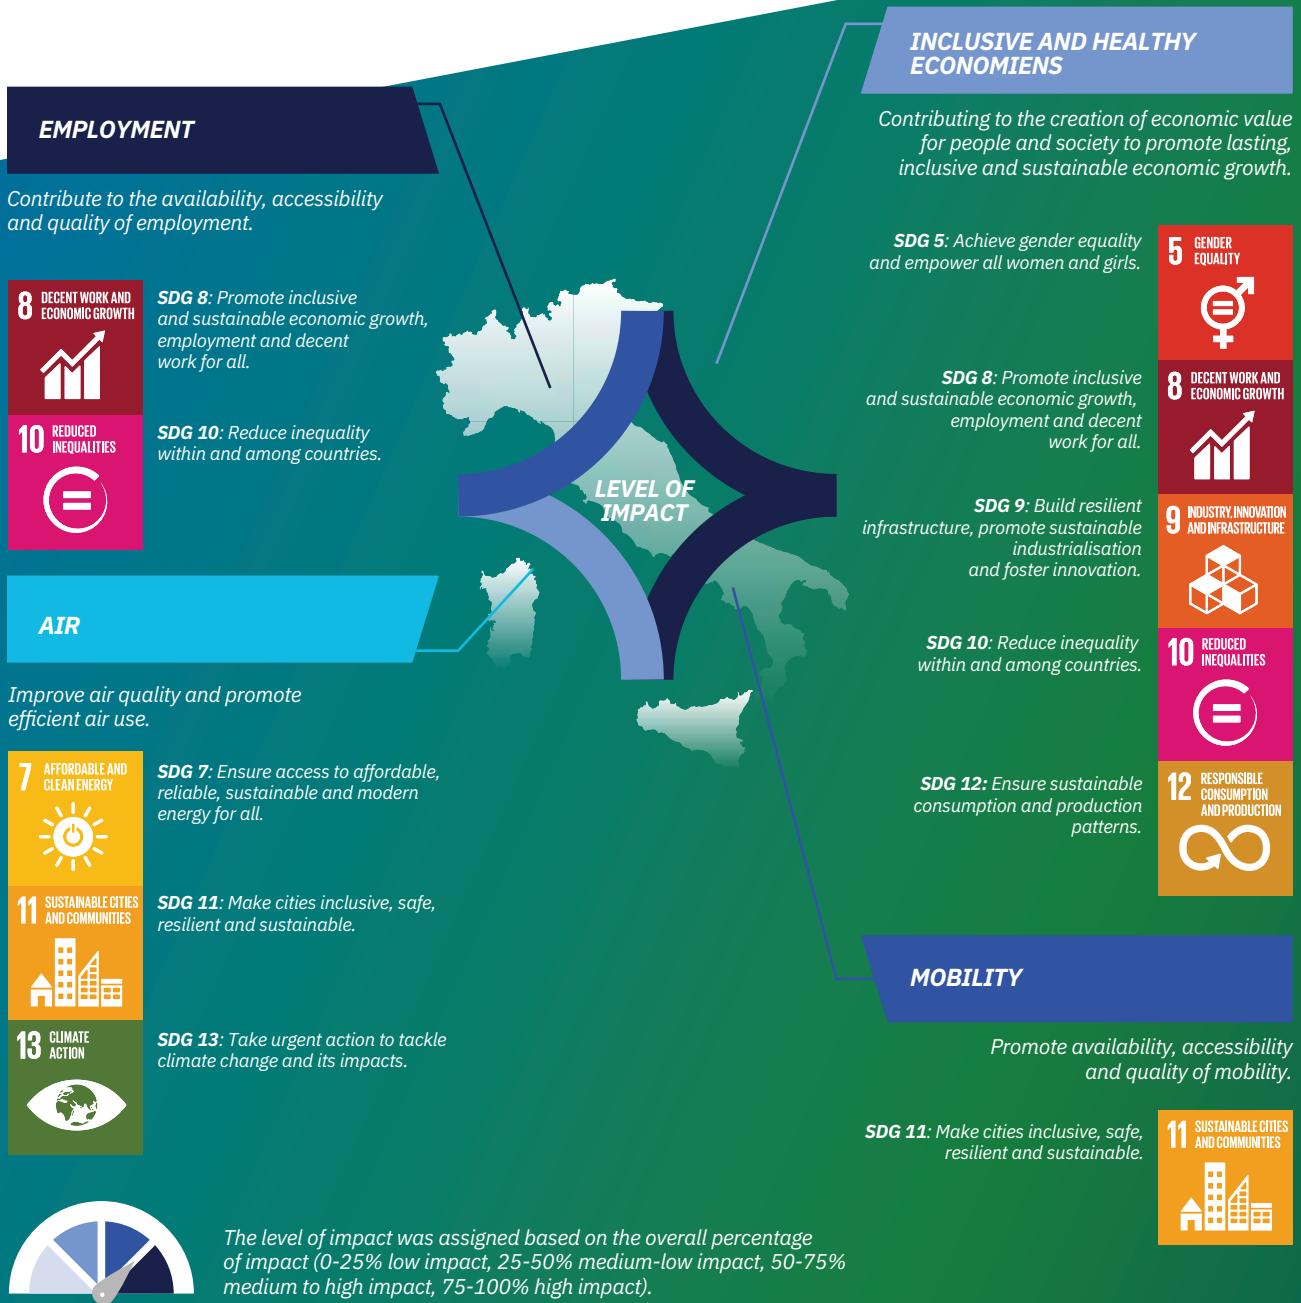 EMPLOYMENT
Contribute to the availability, accessibility
and quality of employment.
8 DECENT WORK AND
ECONOMIC GROWTH
SDG 8: Promote inclusive
and sustainable economic growth,
employment and decent
work for all.
10 REDUCED
INEQUALITIES
SDG 10: Reduce inequality
within and among countries.
AIR
Improve air quality and promote
efficient air use.
7 AFFORDABLE AND
CLEAN ENERGY
SDG 7: Ensure access to affordable,
reliable, sustainable and modern
energy for all.
11 SUSTAINABLE CITIES
AND COMMUNITIES
SDG 11: Make cities inclusive, safe,
resilient and sustainable.
13 CLIMATE
ACTION
SDG 13: Take urgent action to tackle
climate change and its impacts.
LEVEL OF
IMPACT
INCLUSIVE AND HEALTHY
ECONOMIENS
Contributing to the creation of economic value
for people and society to promote lasting,
inclusive and sustainable economic growth.
SDG 5: Achieve gender equality
and empower all women and girls.
5 GENDER
EQUALITY
SDG 8: Promote inclusive
and sustainable economic growth,
employment and decent
work for all.
8 DECENT WORK AND
ECONOMIC GROWTH
SDG 9: Build resilient
infrastructure, promote sustainable
industrialisation
and foster innovation.
9 INDUSTRY, INNOVATION
AND INFRASTRUCTURE
SDG 10: Reduce inequality
within and among countries.
10 REDUCED
INEQUALITIES
SDG 12: Ensure sustainable
consumption and production
patterns.
12 RESPONSIBLE
CONSUMPTION
AND PRODUCTION
MOBILITY
Promote availability, accessibility
and quality of mobility.
SDG 11: Make cities inclusive, safe,
resilient and sustainable.
11 SUSTAINABLE CITIES
AND COMMUNITIES
The level of impact was assigned based on the overall percentage
of impact (0-25% low impact, 25-50% medium-low impact, 50-75%
medium to high impact, 75-100% high impact).